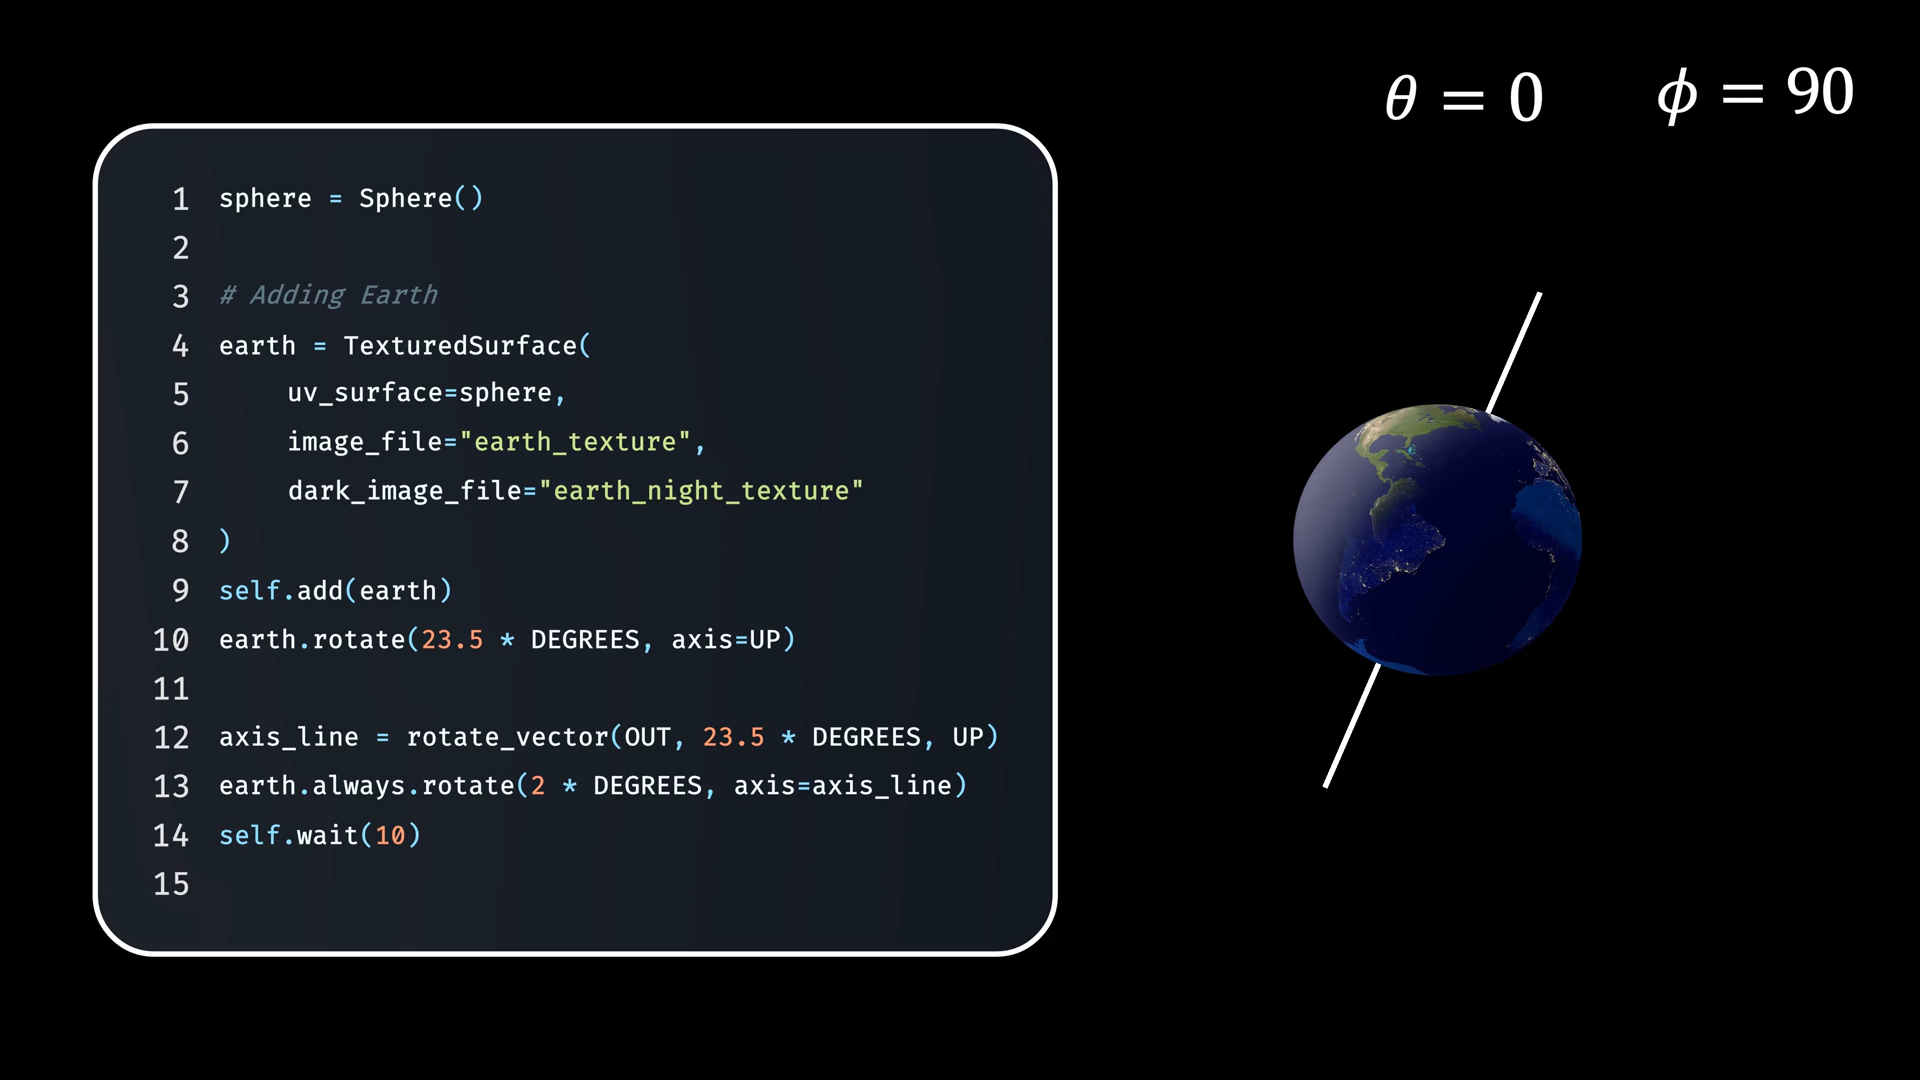 θ = 0 ϕ = 90
1 sphere = Sphere()
2
3 # Adding Earth
4 earth = TexturedSurface(
5     uv_surface=sphere,
6     image_file="earth_texture",
7     dark_image_file="earth_night_texture"
8 )
9 self.add(earth)
10 earth.rotate(23.5 * DEGREES, axis=UP)
11
12 axis_line = rotate_vector(OUT, 23.5 * DEGREES, UP)
13 earth.always.rotate(2 * DEGREES, axis=axis_line)
14 self.wait(10)
15